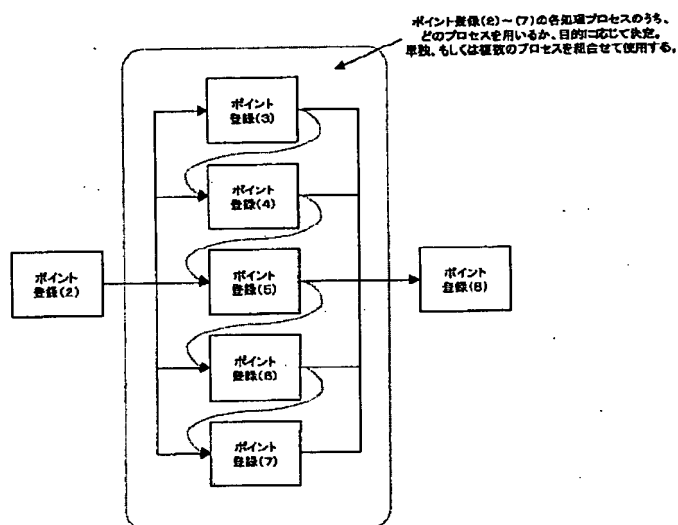 ポイント登録(2)～(7)の各処理プロセスのうち、
どのプロセスを用いるか、目的に応じて決定。
単独、もしくは複数のプロセスを組合せて使用する。
ポイント
登録(3)
ポイント
登録(4)
ポイント
登録(2)
ポイント
登録(5)
ポイント
登録(8)
ポイント
登録(6)
ポイント
登録(7)